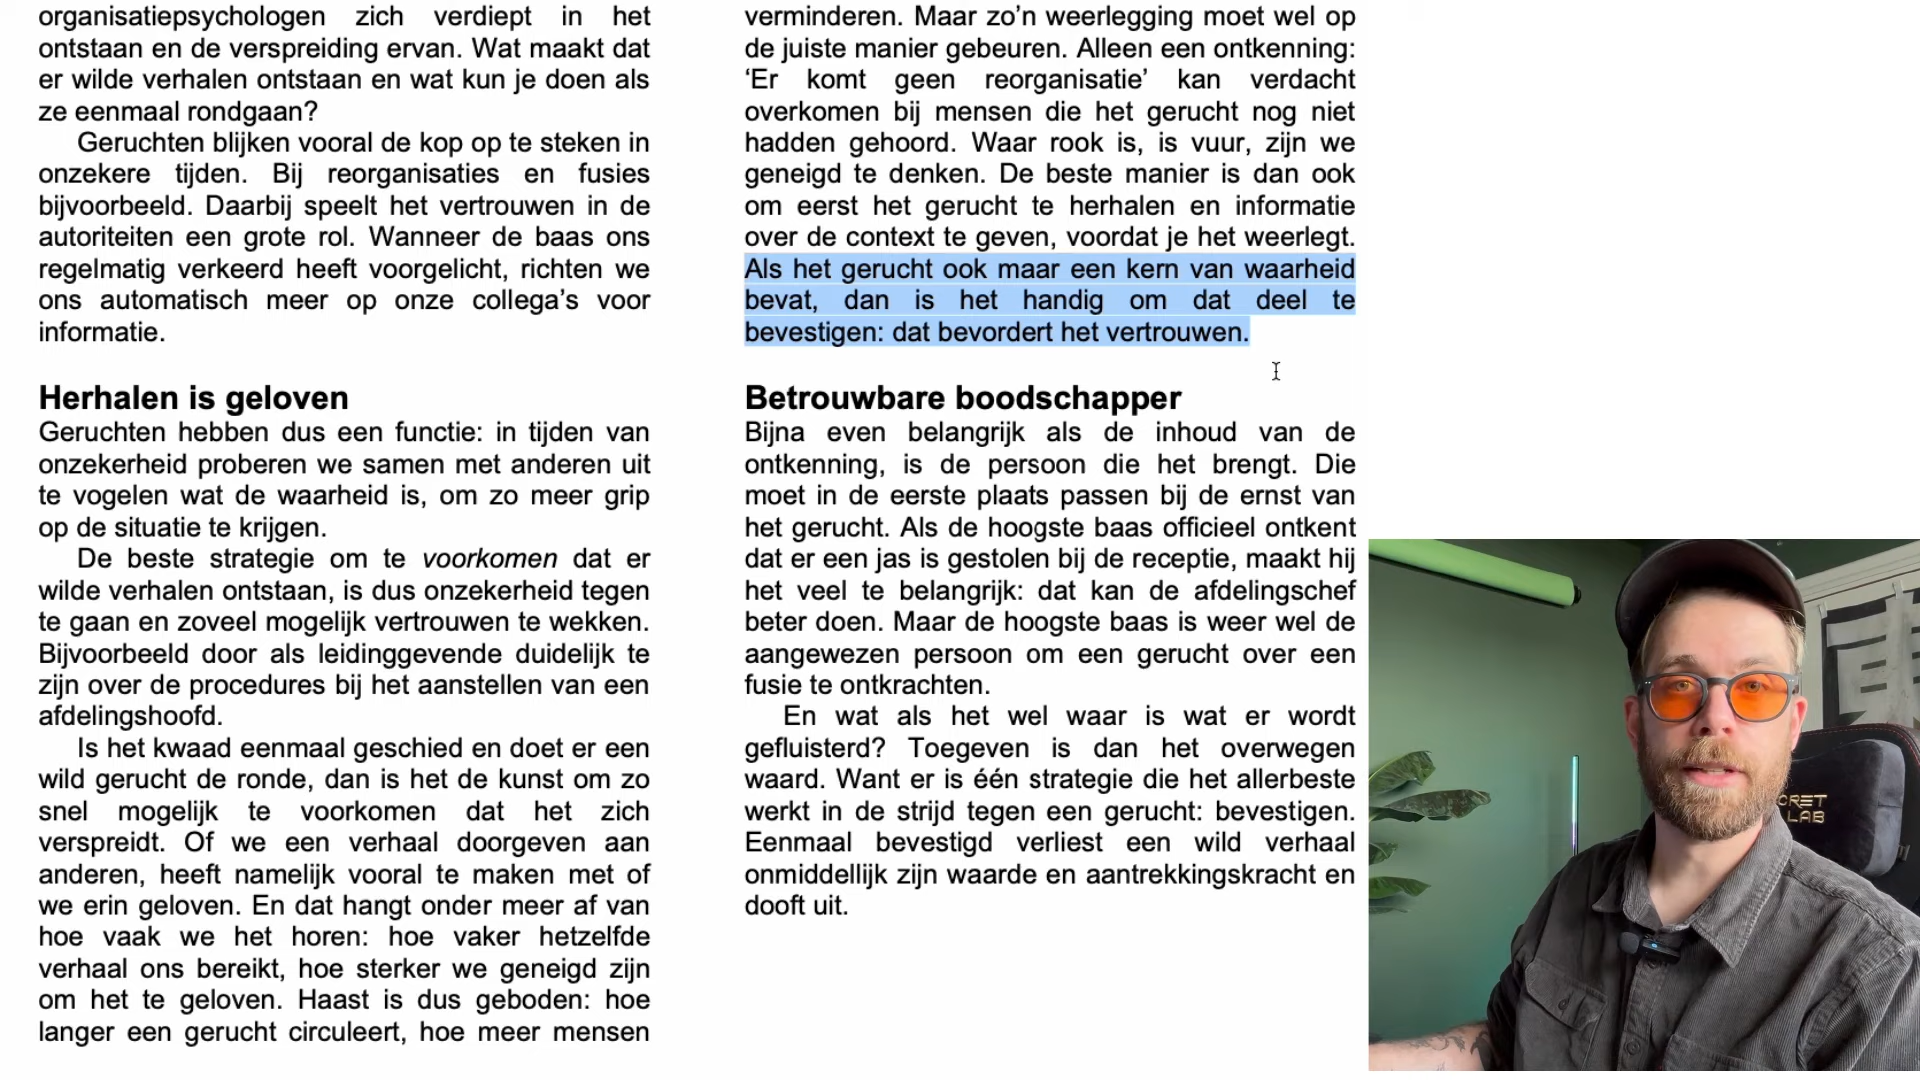 organisatiepsychologen zich verdiept in het
ontstaan en de verspreiding ervan. Wat maakt dat
er wilde verhalen ontstaan en wat kun je doen als
ze eenmaal rondgaan?
Geruchten blijken vooral de kop op te steken in
onzekere tijden. Bij reorganisaties en fusies
bijvoorbeeld. Daarbij speelt het vertrouwen in de
autoriteiten een grote rol. Wanneer de baas ons
regelmatig verkeerd heeft voorgelicht, richten we
ons automatisch meer op onze collega’s voor
informatie.
Herhalen is geloven
Geruchten hebben dus een functie: in tijden van
onzekerheid proberen we samen met anderen uit
te vogelen wat de waarheid is, om zo meer grip
op de situatie te krijgen.
De beste strategie om te voorkomen dat er
wilde verhalen ontstaan, is dus onzekerheid tegen
te gaan en zoveel mogelijk vertrouwen te wekken.
Bijvoorbeeld door als leidinggevende duidelijk te
zijn over de procedures bij het aanstellen van een
afdelingshoofd.
Is het kwaad eenmaal geschied en doet er een
wild gerucht de ronde, dan is het de kunst om zo
snel mogelijk te voorkomen dat het zich
verspreidt. Of we een verhaal doorgeven aan
anderen, heeft namelijk vooral te maken met of
we erin geloven. En dat hangt onder meer af van
hoe vaak we het horen: hoe vaker hetzelfde
verhaal ons bereikt, hoe sterker we geneigd zijn
om het te geloven. Haast is dus geboden: hoe
langer een gerucht circuleert, hoe meer mensen
verminderen. Maar zo’n weerlegging moet wel op
de juiste manier gebeuren. Alleen een ontkenning:
‘Er komt geen reorganisatie’ kan verdacht
overkomen bij mensen die het gerucht nog niet
hadden gehoord. Waar rook is, is vuur, zijn we
geneigd te denken. De beste manier is dan ook
om eerst het gerucht te herhalen en informatie
over de context te geven, voordat je het weerlegt.
Als het gerucht ook maar een kern van waarheid
bevat, dan is het handig om dat deel te
bevestigen: dat bevordert het vertrouwen.
Betrouwbare boodschapper
Bijna even belangrijk als de inhoud van de
ontkenning, is de persoon die het brengt. Die
moet in de eerste plaats passen bij de ernst van
het gerucht. Als de hoogste baas officieel ontkent
dat er een jas is gestolen bij de receptie, maakt hij
het veel te belangrijk: dat kan de afdelingschef
beter doen. Maar de hoogste baas is weer wel de
aangewezen persoon om een gerucht over een
fusie te ontkrachten.
En wat als het wel waar is wat er wordt
gefluisterd? Toegeven is dan het overwegen
waard. Want er is één strategie die het allerbeste
werkt in de strijd tegen een gerucht: bevestigen.
Eenmaal bevestigd verliest een wild verhaal
onmiddellijk zijn waarde en aantrekkingskracht en
dooft uit.
CRET
LAB